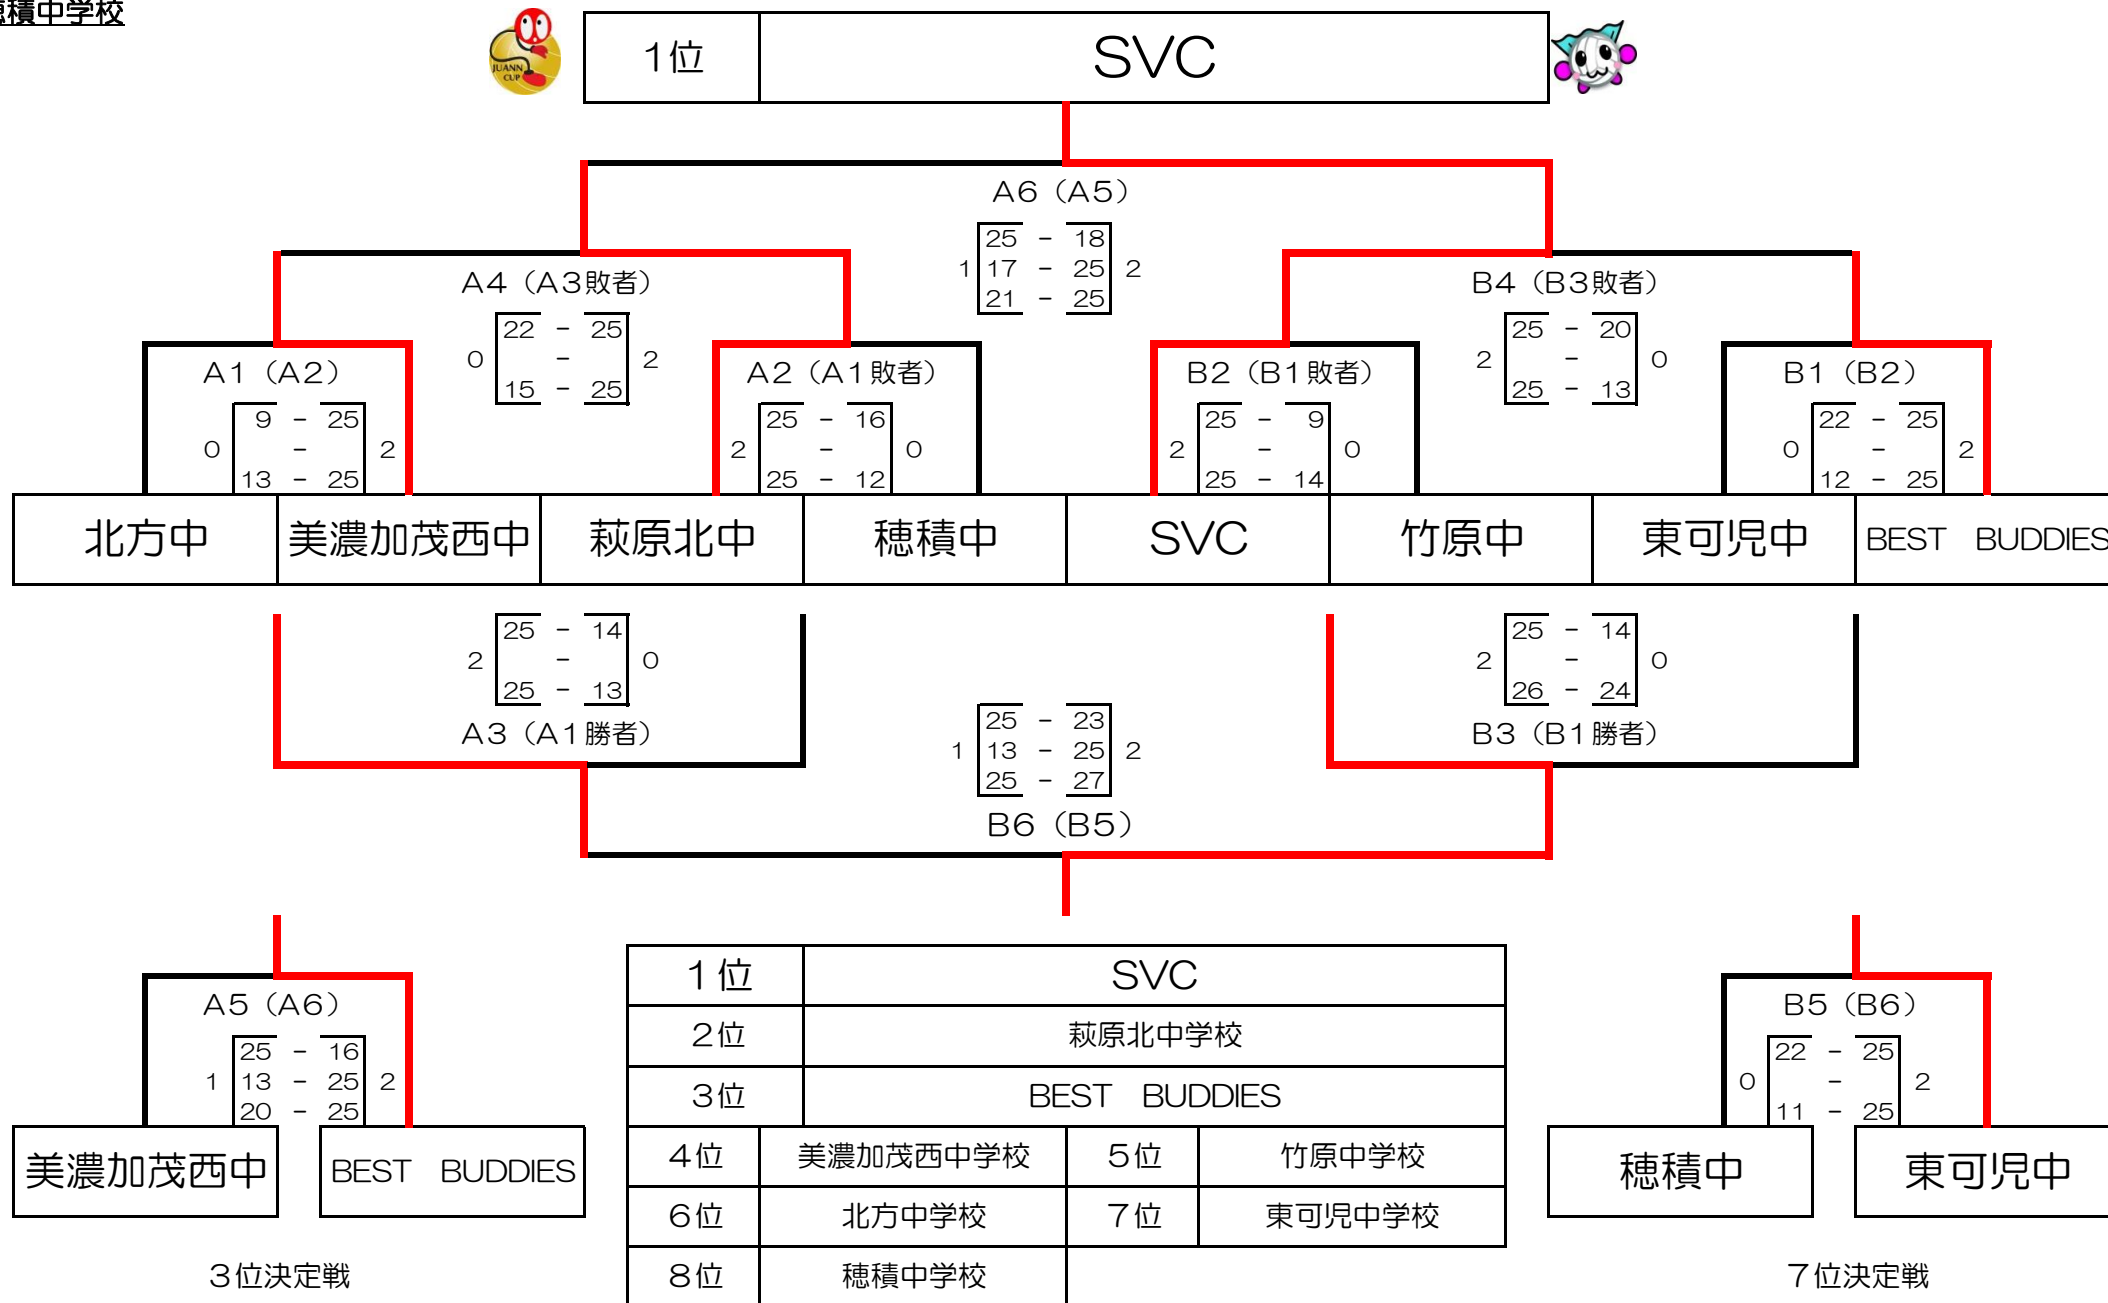 穂積中学校
JUANN
CUP
1位 SVC
A6（A5）
25 - 18
1 17 - 25 2
21 - 25
A4（A3敗者）
22 - 25
0 - 2
15 - 25
B4（B3敗者）
25 - 20
2 - 0
25 - 13
A1（A2）
9 - 25
0 - 2
13 - 25
A2（A1敗者）
25 - 16
2 - 0
25 - 12
B2（B1敗者）
25 - 9
2 - 0
25 - 14
B1（B2）
22 - 25
0 - 2
12 - 25
北方中 美濃加茂西中 萩原北中 穂積中 SVC 竹原中 東可児中 BEST BUDDIES
25 - 14
2 - 0
25 - 13
A3（A1勝者）
25 - 14
2 - 0
26 - 24
B3（B1勝者）
25 - 23
1 13 - 25 2
25 - 27
B6（B5）
A5（A6）
25 - 16
1 13 - 25 2
20 - 25
美濃加茂西中 BEST BUDDIES
3位決定戦
1位 SVC
2位 萩原北中学校
3位 BEST BUDDIES
4位 美濃加茂西中学校 5位 竹原中学校
6位 北方中学校 7位 東可児中学校
8位 穂積中学校
B5（B6）
22 - 25
0 - 2
11 - 25
穂積中 東可児中
7位決定戦